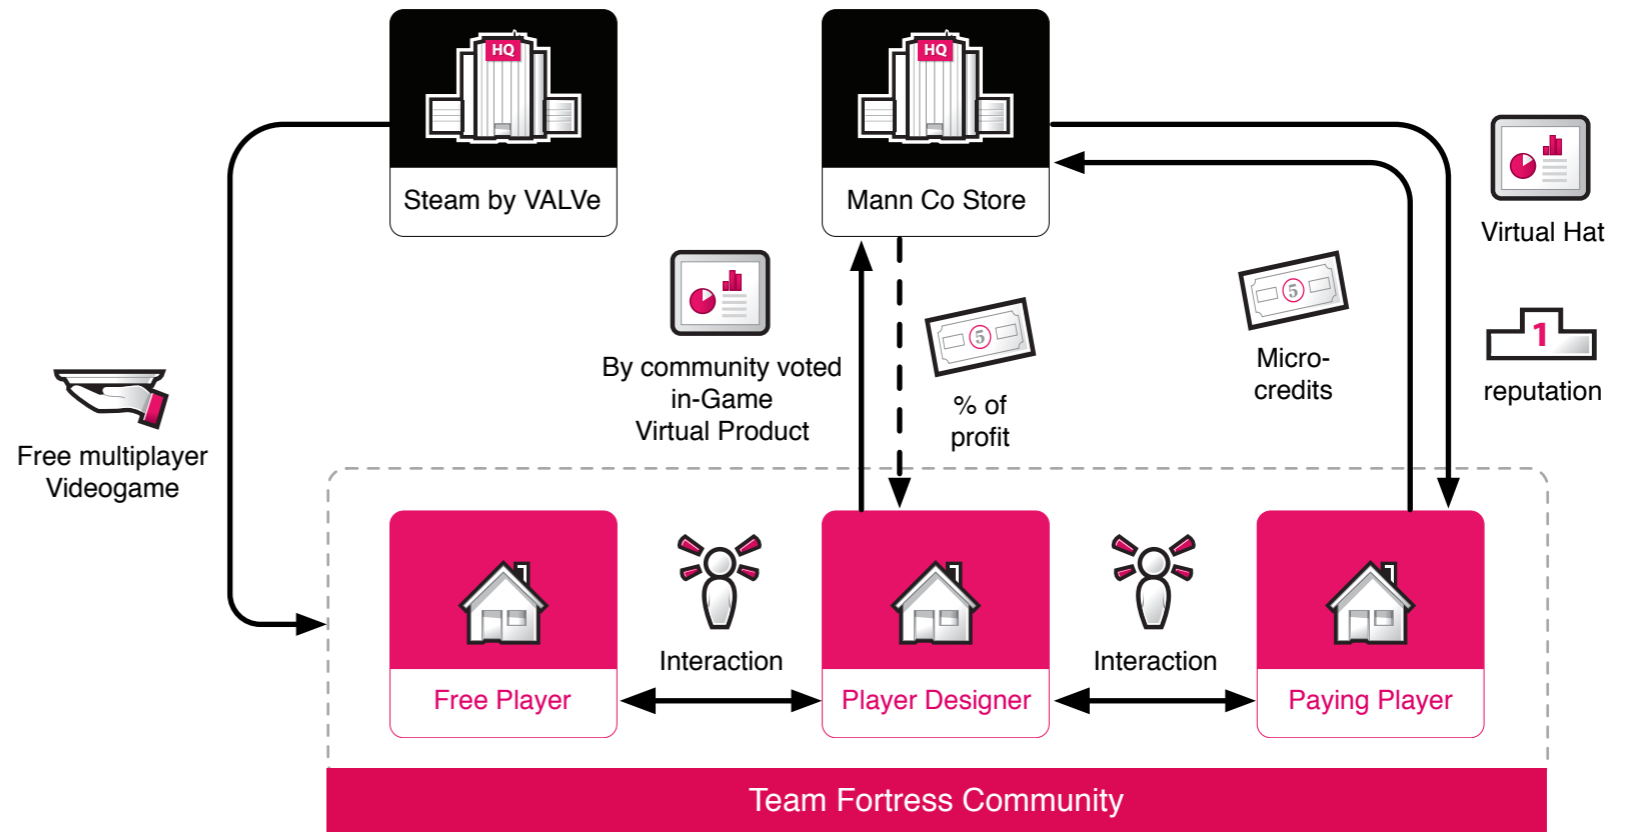 HQ
HQ
Steam by VALVe
Mann Co Store
Virtual Hat
5
5
1
By community voted
in-Game
Virtual Product
% of
profit
Micro-
credits
reputation
Free multiplayer
Videogame
Interaction
Interaction
Free Player
Player Designer
Paying Player
Team Fortress Community